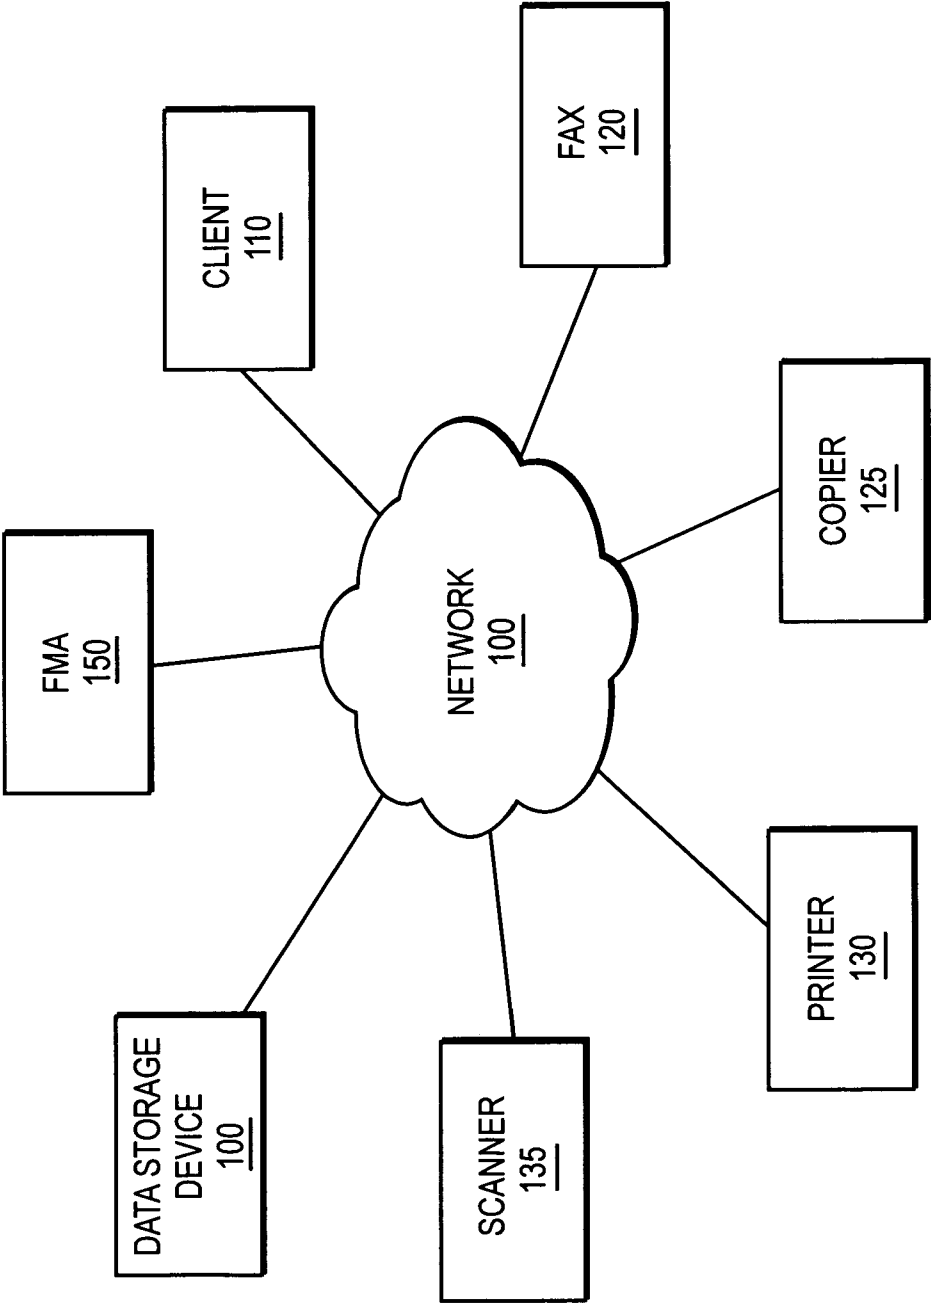 FMA
150
DATA STORAGE
DEVICE
100
CLIENT
110
NETWORK
100
SCANNER
135
FAX
120
PRINTER
130
COPIER
125